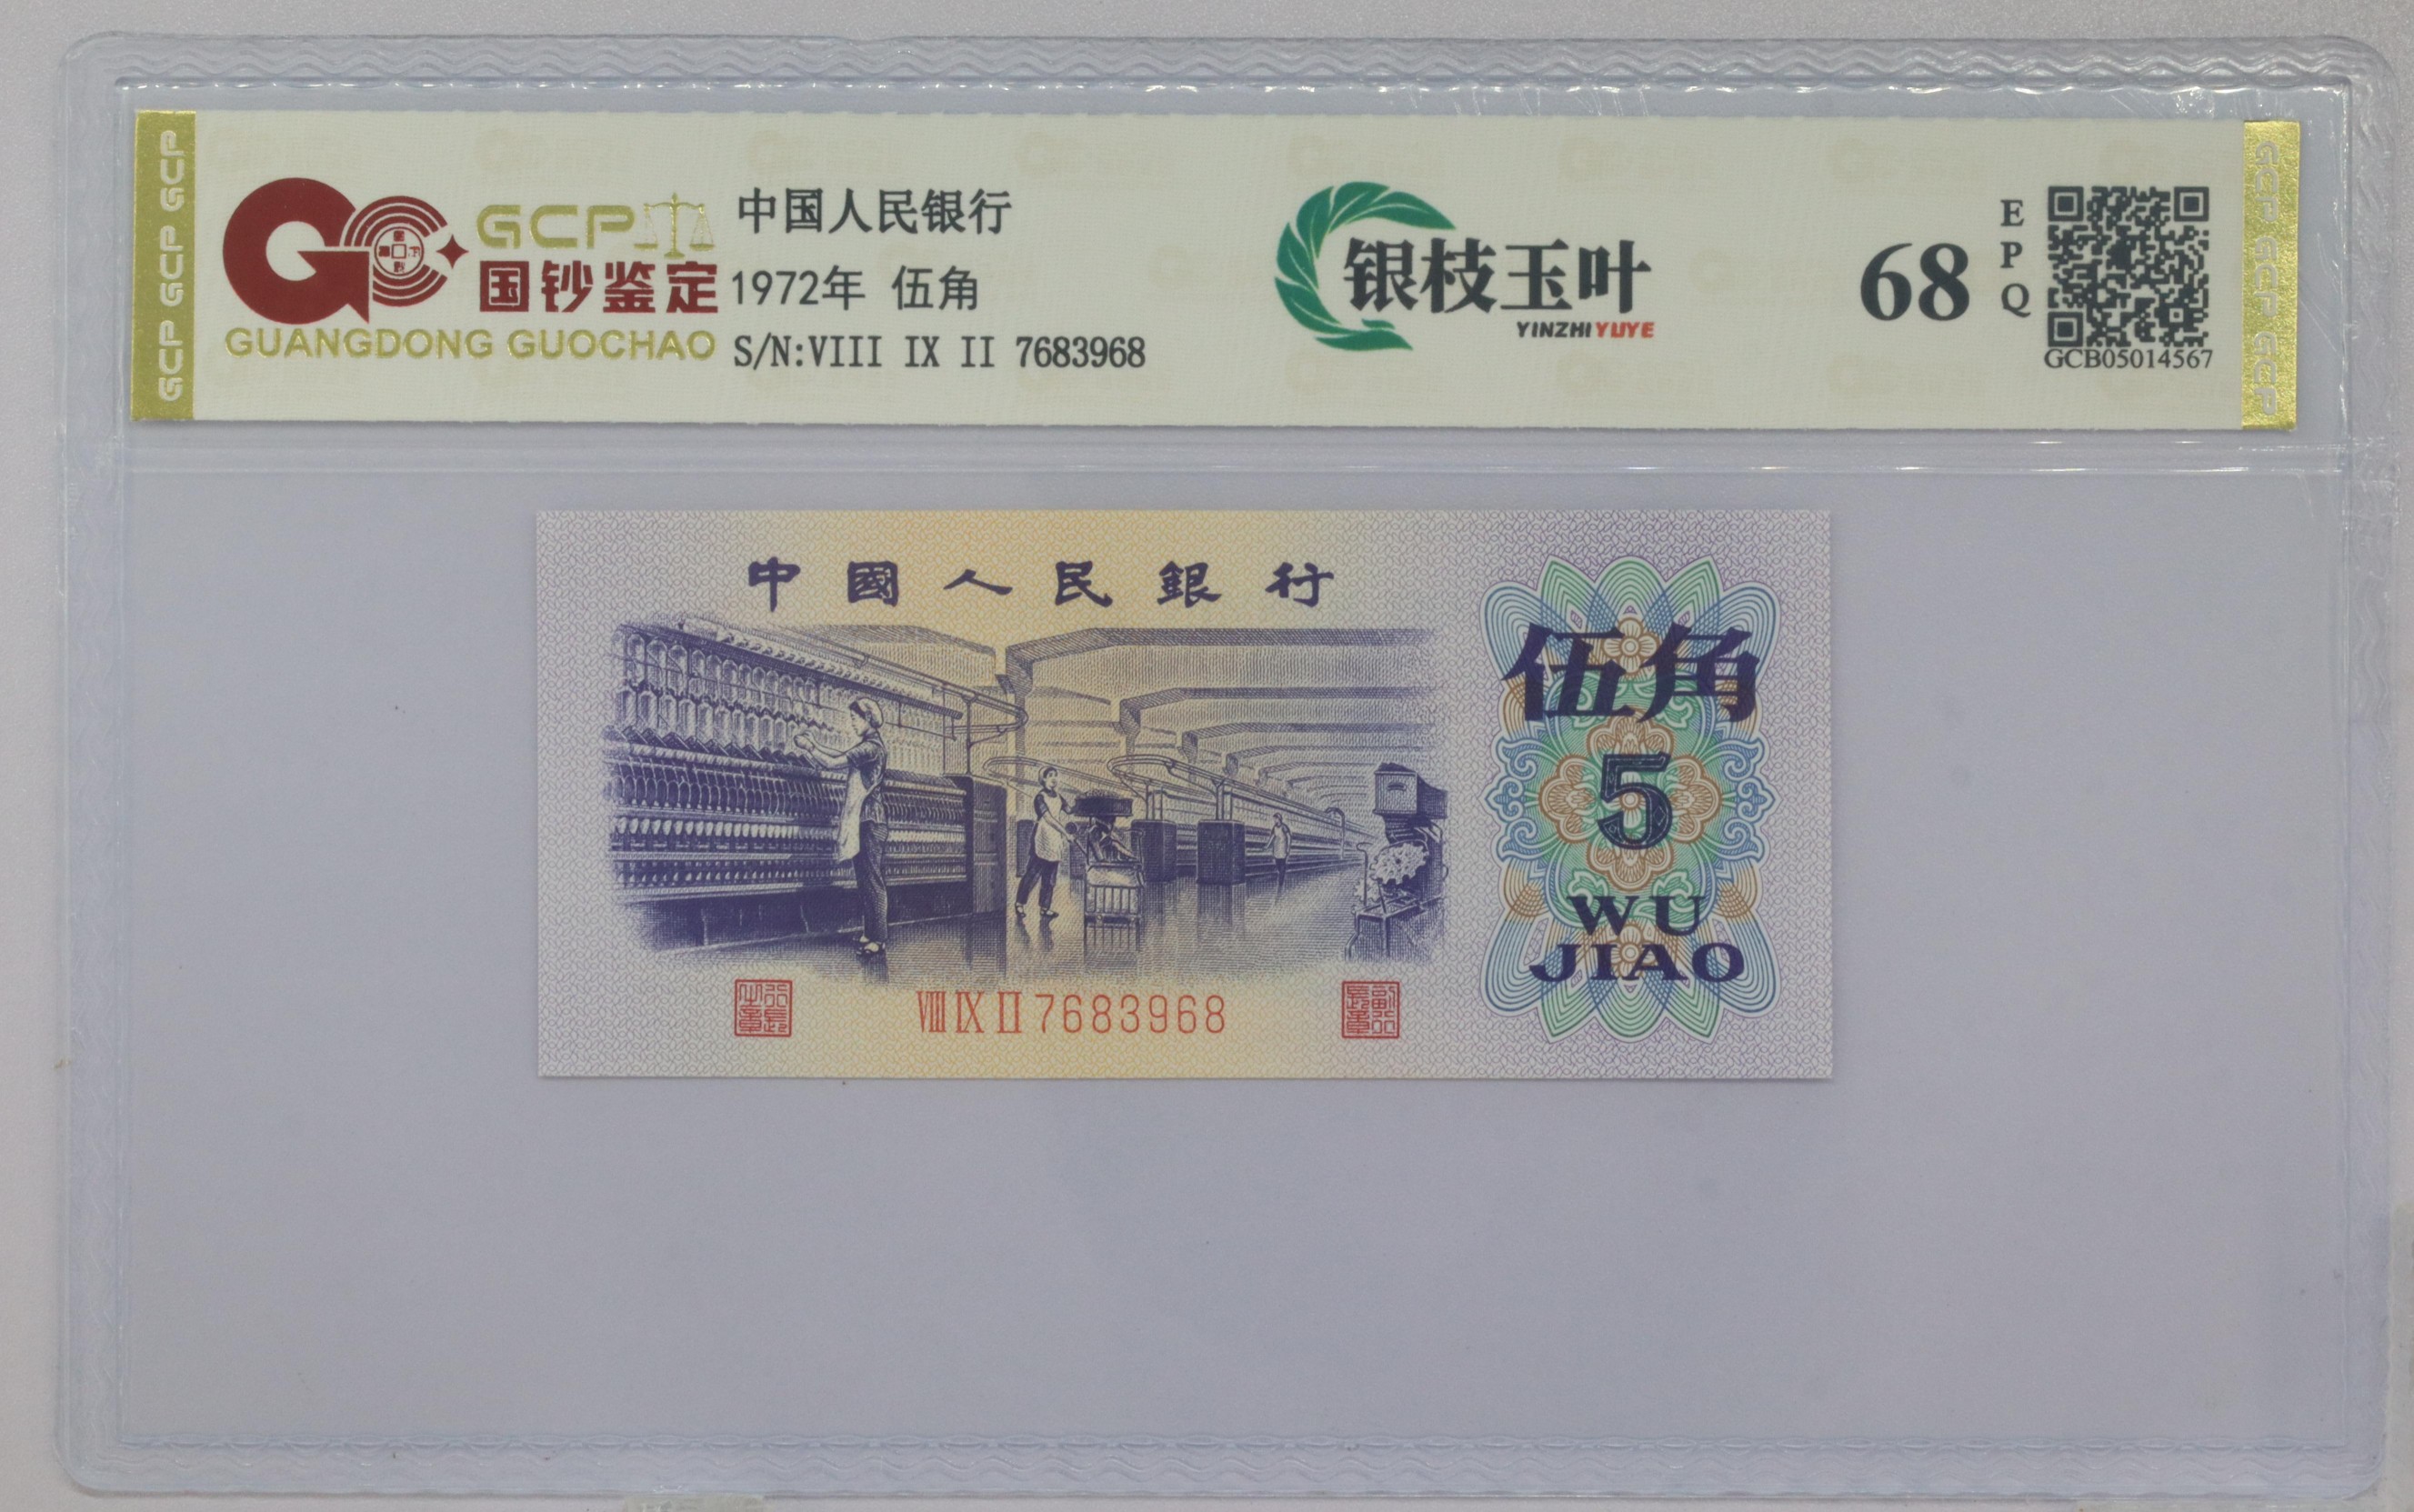 GCP GCP GCP
GCP
国钞鉴定
GUANGDONG GUOCHAO
中国人民银行
1972年 伍角
S/N:VIII IX II 7683968
银枝玉叶
YINZHIYUYE
68
EPQ
GCB05014567
GCP GCP GCP
中國人民銀行
伍角
5
WU
JIAO
VIII IX II 7683968